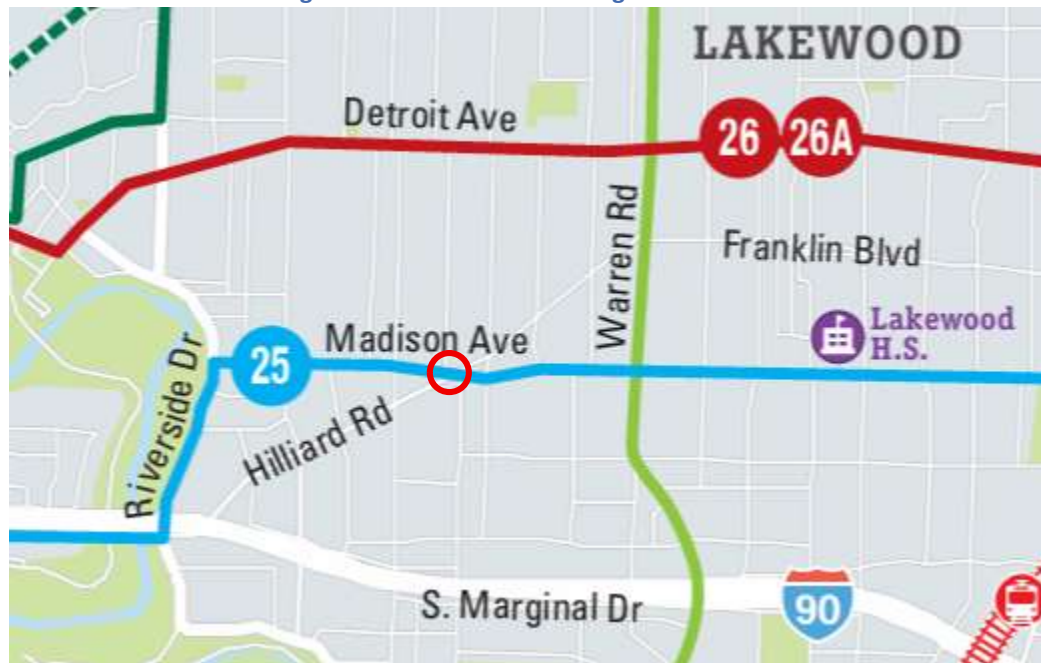 LAKEWOOD
Detroit Ave
26
26A
Warren Rd
Franklin Blvd
Lakewood
H.S.
Madison Ave
25
Riverside Dr
Hilliard Rd
S. Marginal Dr
90